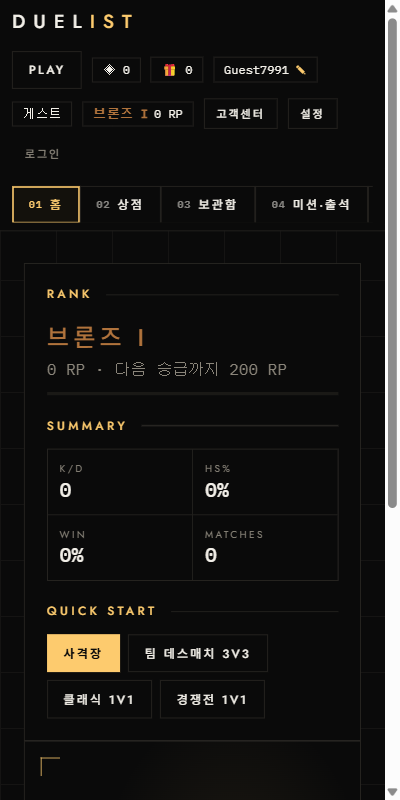 DUELIST
PLAY ◈ 0 🎁 0 Guest7991 ✏️
게스트 브론즈 I 0 RP 고객센터 설정
로그인
01 홈 02 상점 03 보관함 04 미션·출석
RANK
브론즈 I
0 RP · 다음 승급까지 200 RP
SUMMARY
K/D HS%
0 0%
WIN MATCHES
0% 0
QUICK START
사격장 팀 데스매치 3V3
클래식 1V1 경쟁전 1V1